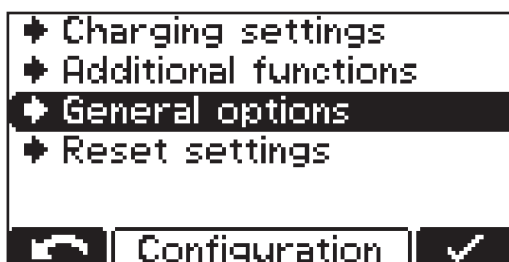 Charging settings
Additional functions
General options
Reset settings
Configuration